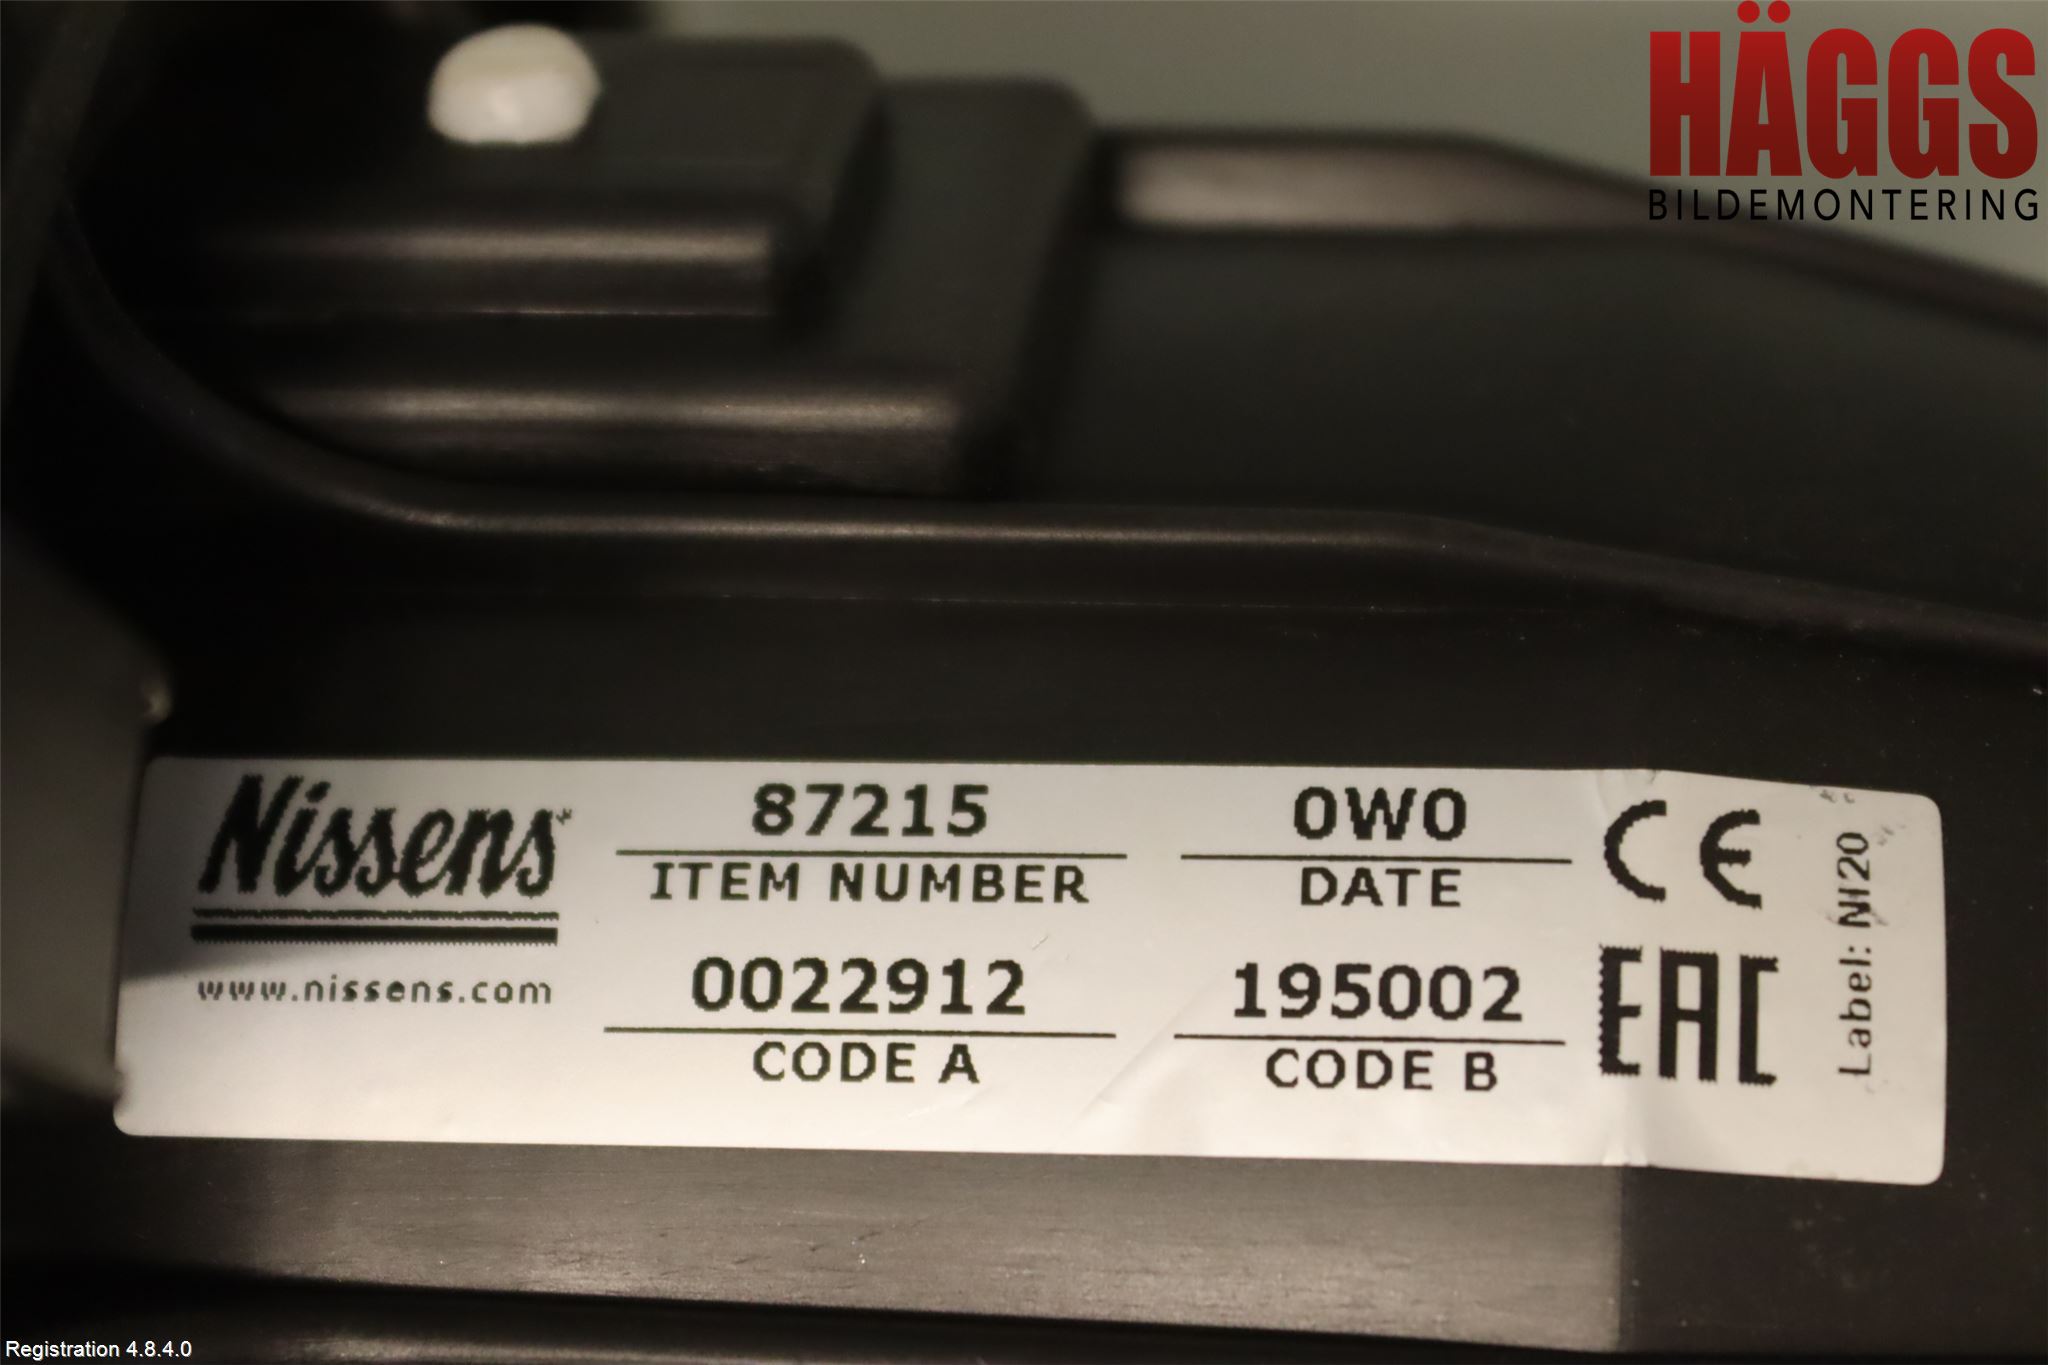 HÄGGS
BILDEMONTERING
Nissens
www.nissens.com
87215
ITEM NUMBER
0W0
DATE
0022912
CODE A
195002
CODE B
CE
EAC
Label: NI20
Registration 4.8.4.0